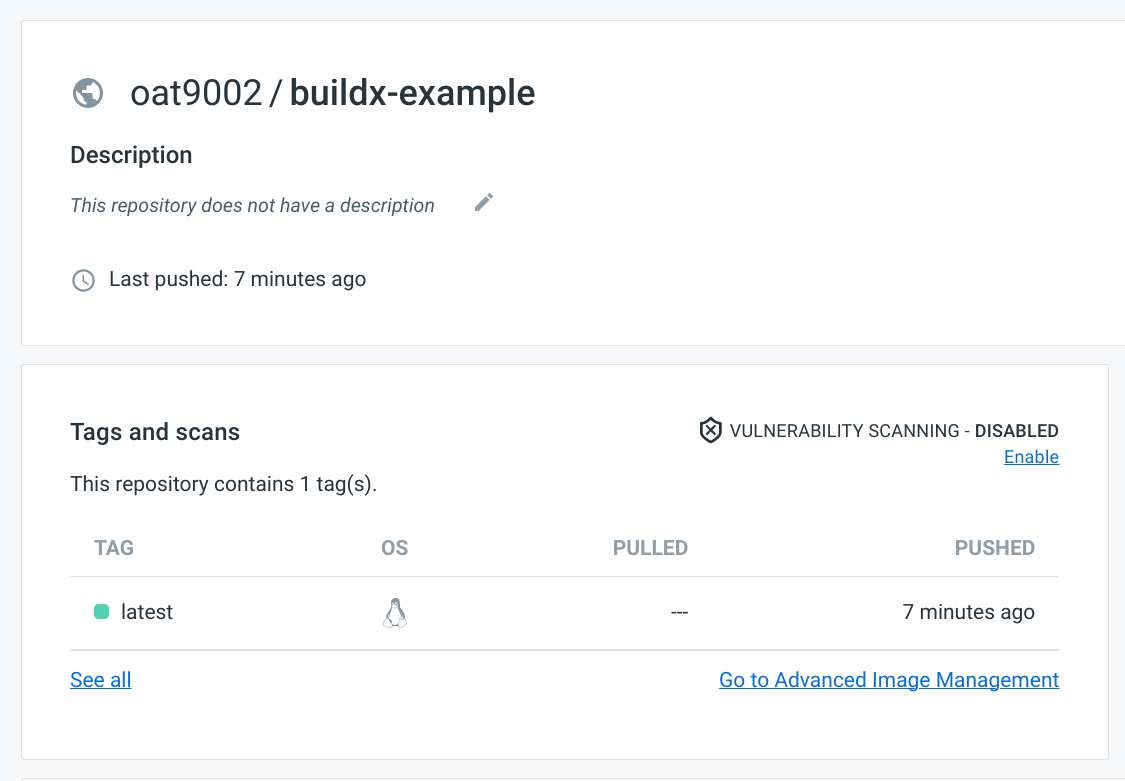 oat9002 / buildx-example
Description
This repository does not have a description
Last pushed: 7 minutes ago
Tags and scans
VULNERABILITY SCANNING - DISABLED
Enable
This repository contains 1 tag(s).
TAG OS PULLED PUSHED
latest --- 7 minutes ago
See all Go to Advanced Image Management